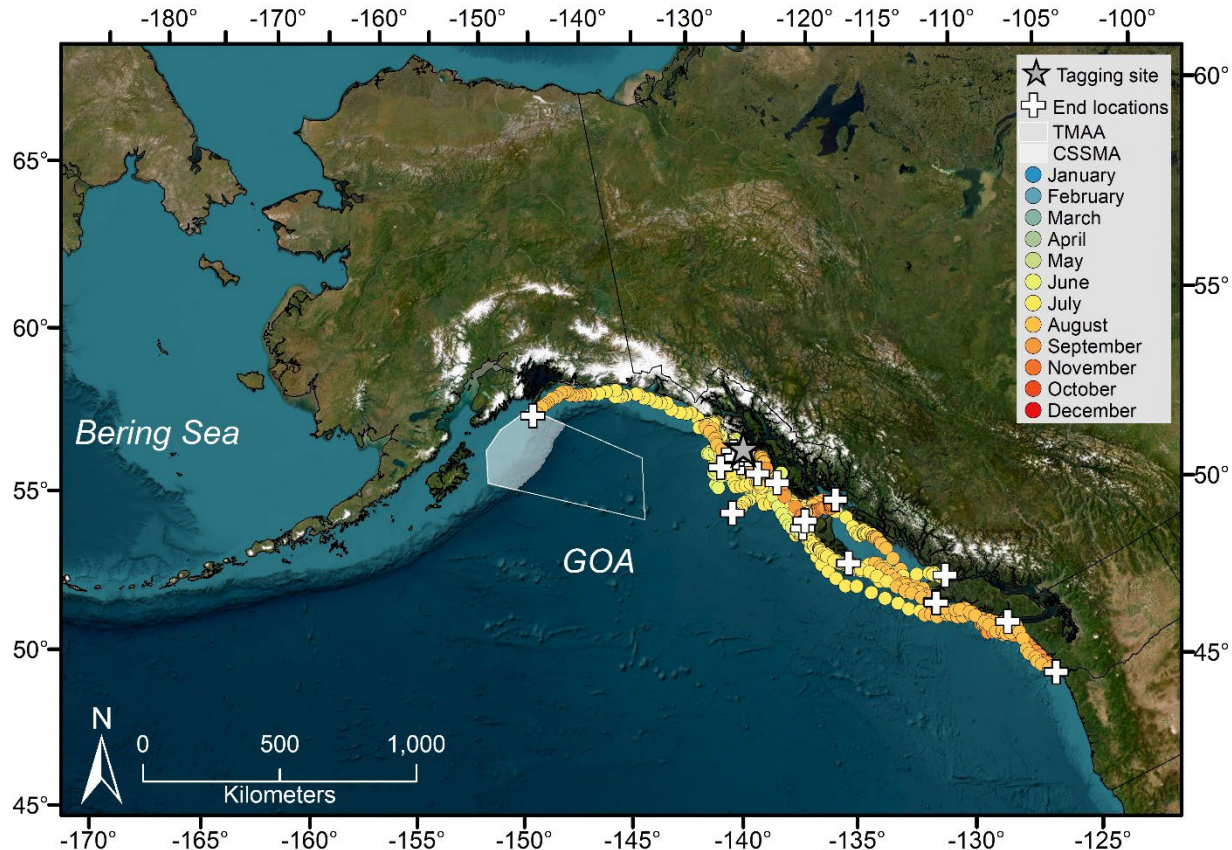 -180° -170° -160° -150° -140° -130° -120° -110° -105° -100°
Tagging site
End locations
TMAA
CSSMA
January
February
March
April
May
June
July
August
September
November
October
December
60°
65°
55°
60°
Bering Sea
50°
55°
GOA
50°
45°
N
0 500 1,000
Kilometers
45°
-170° -165° -160° -155° -150° -145° -140° -135° -130° -125°